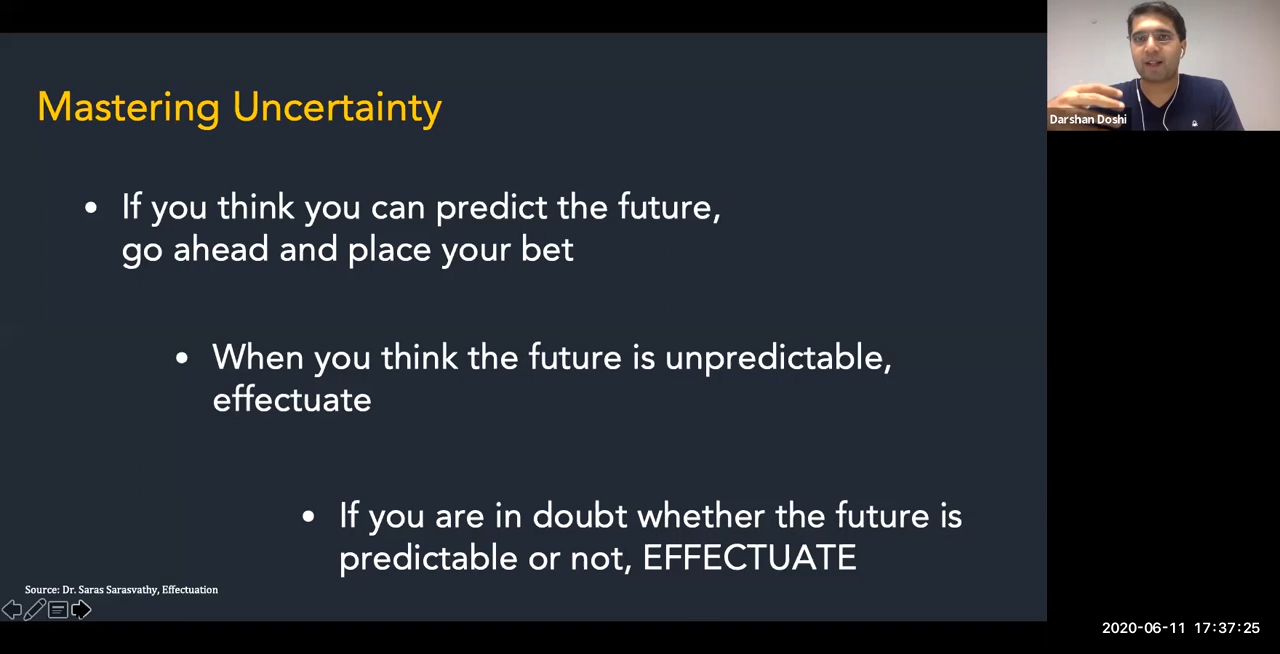 Mastering Uncertainty
• If you think you can predict the future,
go ahead and place your bet
• When you think the future is unpredictable,
effectuate
• If you are in doubt whether the future is
predictable or not, EFFECTUATE
Source: Dr. Saras Sarasvathy, Effectuation
Darshan Doshi
2020-06-11 17:37:25